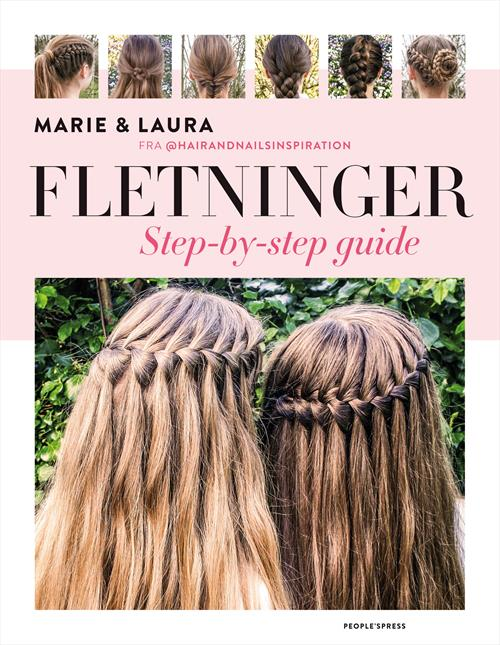 MARIE & LAURA
FRA @HAIRANDNAILSINSPIRATION
FLETNINGER
Step-by-step guide
PEOPLE'SPRESS